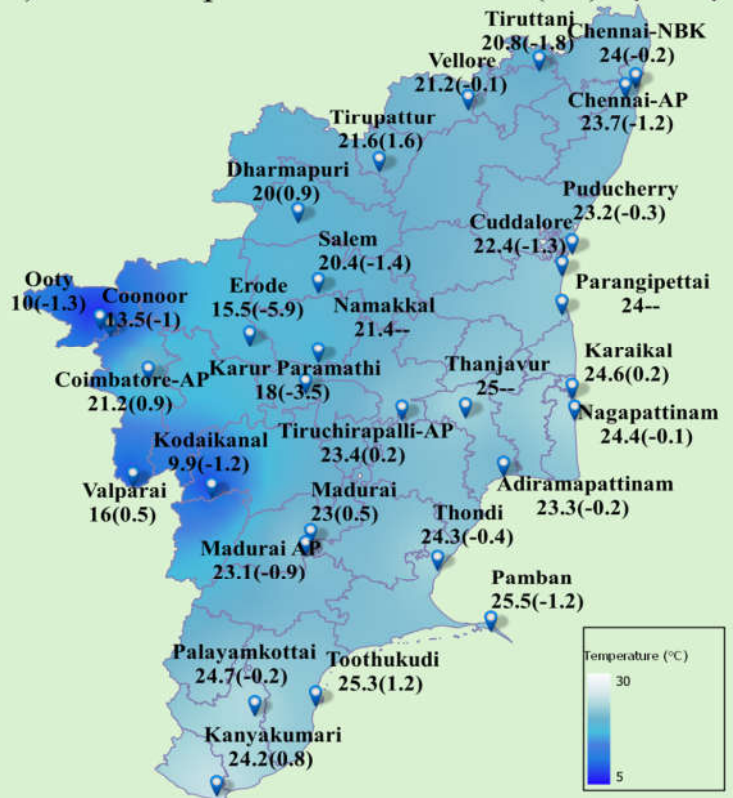 Tiruttani
20.8(-1.8)
Chennai-NBK
24(-0.2)
Vellore
21.2(-0.1)
Chennai-AP
23.7(-1.2)
Tirupattur
21.6(1.6)
Dharmapuri
20(0.9)
Puducherry
23.2(-0.3)
Cuddalore
22.4(-1.3)
Salem
20.4(-1.4)
Ooty
10(-1.3)
Coonoor
13.5(-1)
Erode
15.5(-5.9)
Namakkal
21.4--
Parangipettai
24--
Coimbatore-AP
21.2(0.9)
Karur Paramathi
18(-3.5)
Thanjavur
25--
Karaikal
24.6(0.2)
Nagapattinam
24.4(-0.1)
Tiruchirapalli-AP
23.4(0.2)
Kodaikanal
9.9(-1.2)
Valparai
16(0.5)
Madurai
23(0.5)
Adiramapattinam
23.3(-0.2)
Thondi
24.3(-0.4)
Madurai AP
23.1(-0.9)
Pamban
25.5(-1.2)
Palayamkottai
24.7(-0.2)
Toothukudi
25.3(1.2)
Kanyakumari
24.2(0.8)
Temperature (°C)
30
5